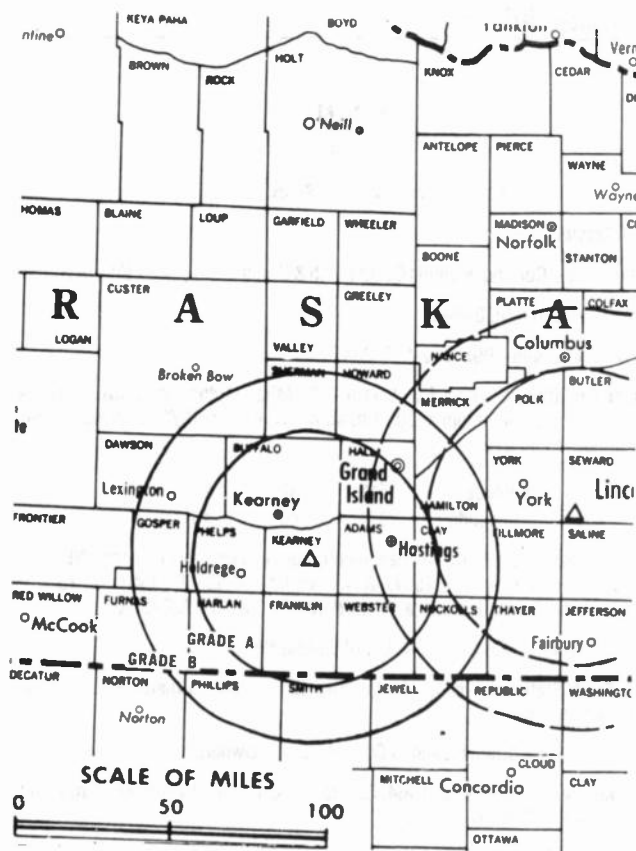 KEYA PAHA
BOYD
ntine
Yankton
Verm
BROWN
ROCK
HOLT
KNOX
CEDAR
O'Neill
ANTELOPE
PIERCE
WAYNE
Wayne
HOMAS
BLAINE
LOUP
GARFIELD
WHEELER
MADISON
Norfolk
STANTON
BOONE
CUSTER
GREELEY
PLATTE
COLFAX
R A S K A
LOGAN
VALLEY
NANCE
Columbus
Broken Bow
SHERMAN
HOWARD
BUTLER
MERRICK
POLK
DAWSON
BUFFALO
HALL
YORK
SEWARD
Grand
Island
Lexington
Kearney
York
Linc
HAMILTON
FRONTIER
GOSPER
PHELPS
KEARNEY
ADAMS
CLAY
FILLMORE
SALINE
Hastings
Holdrege
RED WILLOW
FURNAS
HARLAN
FRANKLIN
WEBSTER
NUCKOLLS
THAYER
JEFFERSON
McCook
GRADE A
Fairbury
GRADE B
DECATUR
NORTON
PHILLIPS
SMITH
JEWELL
REPUBLIC
WASHINGTO
Norton
SCALE OF MILES
CLOUD
MITCHELL
Concordio
CLAY
0 50 100
OTTAWA